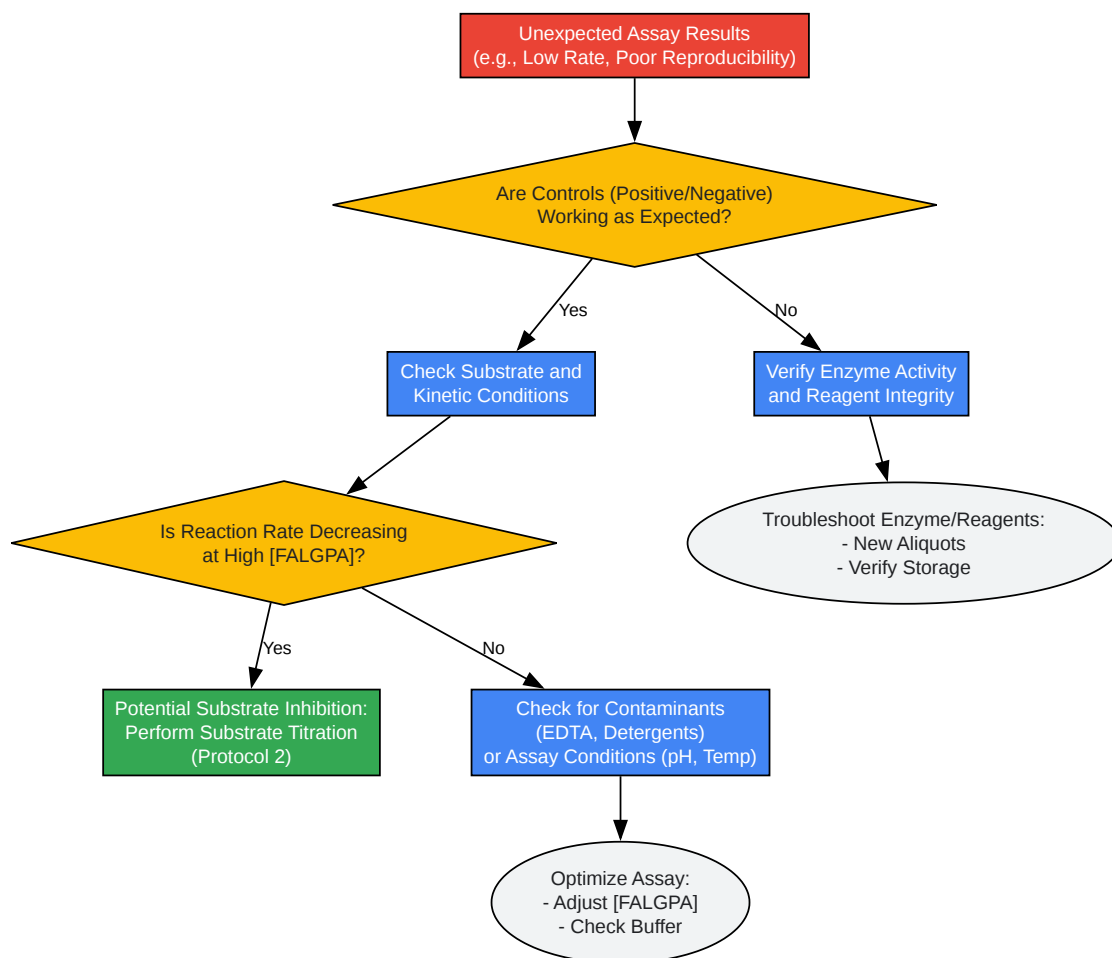 Unexpected Assay Results
(e.g., Low Rate, Poor Reproducibility)
Are Controls (Positive/Negative)
Working as Expected?
Yes
No
Check Substrate and
Kinetic Conditions
Verify Enzyme Activity
and Reagent Integrity
Is Reaction Rate Decreasing
at High [FALGPA]?
Troubleshoot Enzyme/Reagents:
- New Aliquots
- Verify Storage
Yes
No
Potential Substrate Inhibition:
Perform Substrate Titration
(Protocol 2)
Check for Contaminants
(EDTA, Detergents)
or Assay Conditions (pH, Temp)
Optimize Assay:
- Adjust [FALGPA]
- Check Buffer